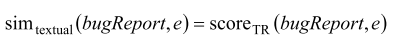 sim_textual(bugReport, e) = score_TR(bugReport, e)